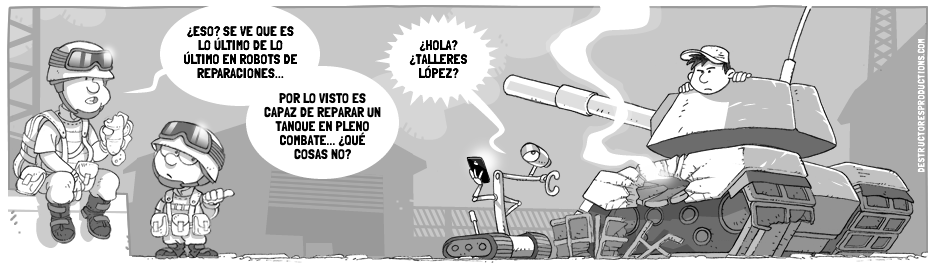 ¿ESO? SE VE QUE ES
LO ÚLTIMO DE LO
ÚLTIMO EN ROBOTS DE
REPARACIONES...
POR LO VISTO ES
CAPAZ DE REPARAR UN
TANQUE EN PLENO
COMBATE... ¿QUÉ
COSAS NO?
¿HOLA?
¿TALLERES
LÓPEZ?
DESTRUCTORESPRODUCTIONS.COM